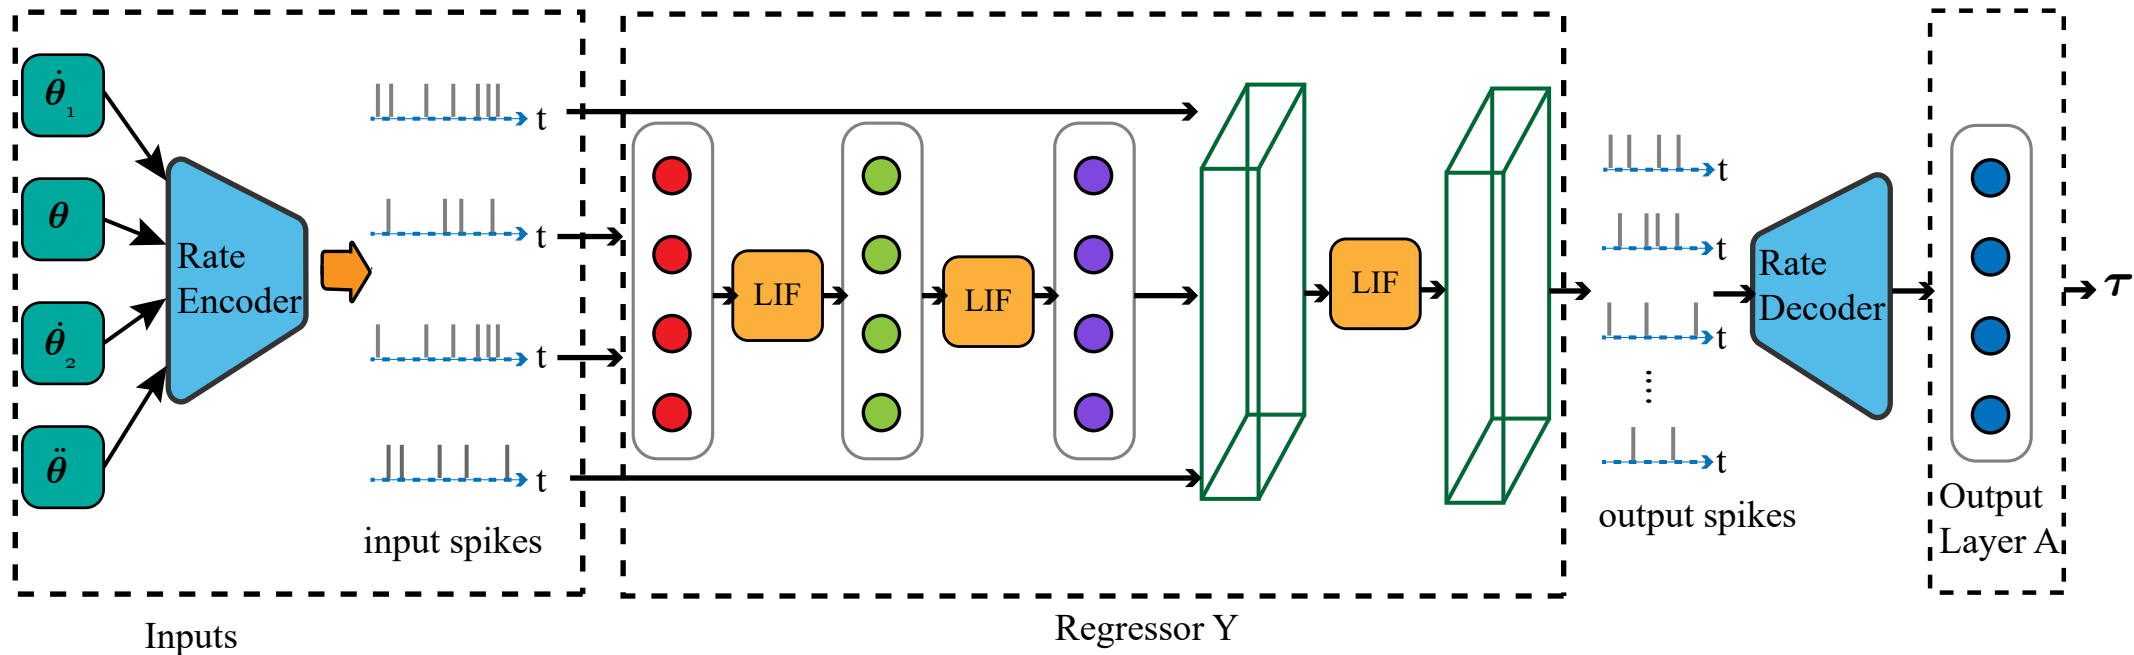 θ̇₁
θ
θ̇₂
θ̈
Rate
Encoder
t
t
t
t
input spikes
Inputs
LIF
LIF
LIF
Regressor Y
t
t
t
t
output spikes
Rate
Decoder
Output
Layer A
τ